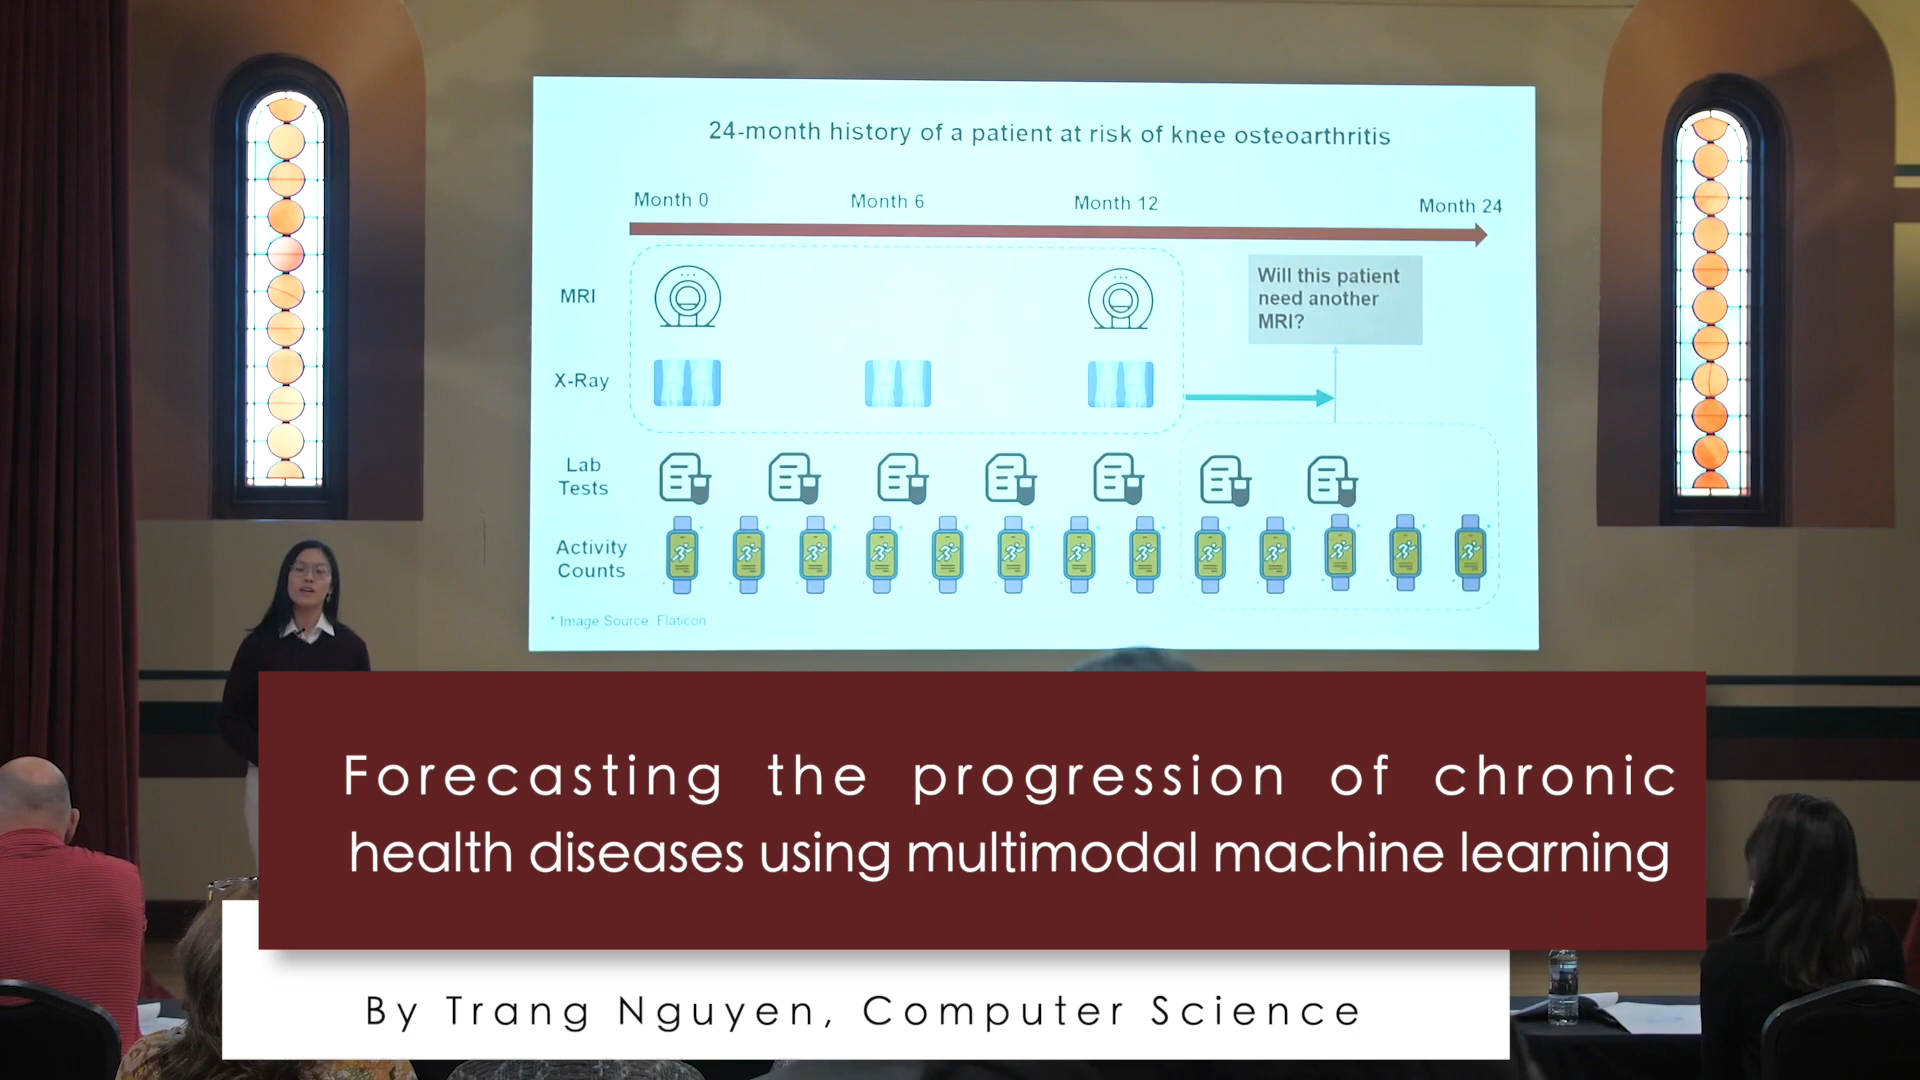 24-month history of a patient at risk of knee osteoarthritis
Month 0
Month 6
Month 12
Month 24
MRI
Will this patient
need another
MRI?
X-Ray
Lab
Tests
Activity
Counts
* Image Source: Flaticon
Forecasting the progression of chronic
health diseases using multimodal machine learning
By Trang Nguyen, Computer Science